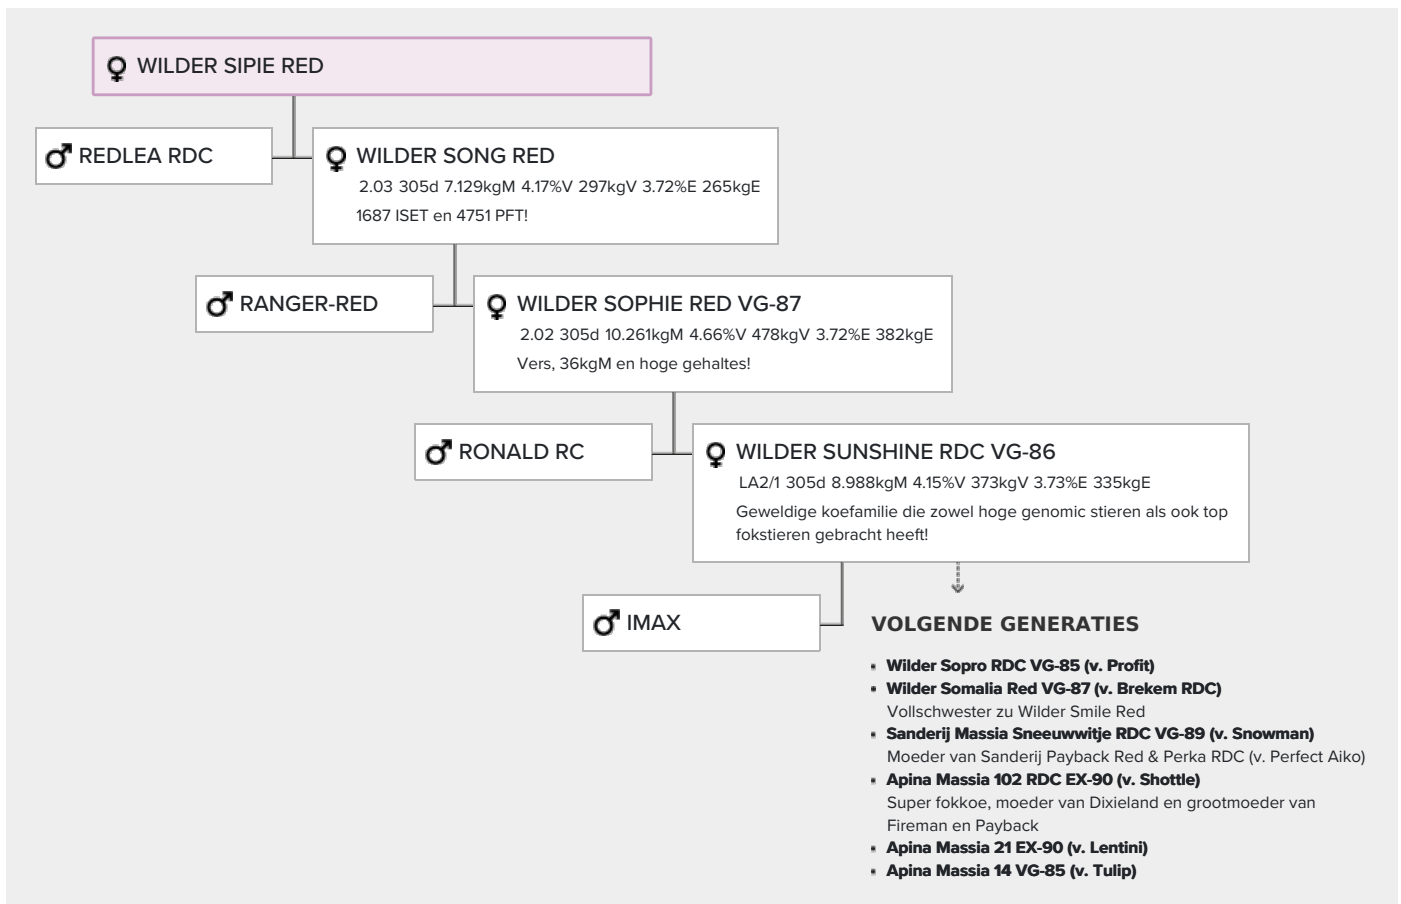 WILDER SIPIE RED
REDLEA RDC
WILDER SONG RED
2.03 305d 7.129kgM 4.17%V 297kgV 3.72%E 265kgE
1687 ISET en 4751 PFT!
RANGER-RED
WILDER SOPHIE RED VG-87
2.02 305d 10.261kgM 4.66%V 478kgV 3.72%E 382kgE
Vers, 36kgM en hoge gehaltes!
RONALD RC
WILDER SUNSHINE RDC VG-86
LA2/1 305d 8.988kgM 4.15%V 373kgV 3.73%E 335kgE
Geweldige koefamilie die zowel hoge genomic stieren als ook top
fokstieren gebracht heeft!
IMAX
VOLGENDE GENERATIES
Wilder Sopro RDC VG-85 (v. Profit)
Wilder Somalia Red VG-87 (v. Brekem RDC)
Vollschwester zu Wilder Smile Red
Sanderij Massia Sneeuwwitje RDC VG-89 (v. Snowman)
Moeder van Sanderij Payback Red & Perka RDC (v. Perfect Aiko)
Apina Massia 102 RDC EX-90 (v. Shottle)
Super fokkoe, moeder van Dixieland en grootmoeder van
Fireman en Payback
Apina Massia 21 EX-90 (v. Lentini)
Apina Massia 14 VG-85 (v. Tulip)